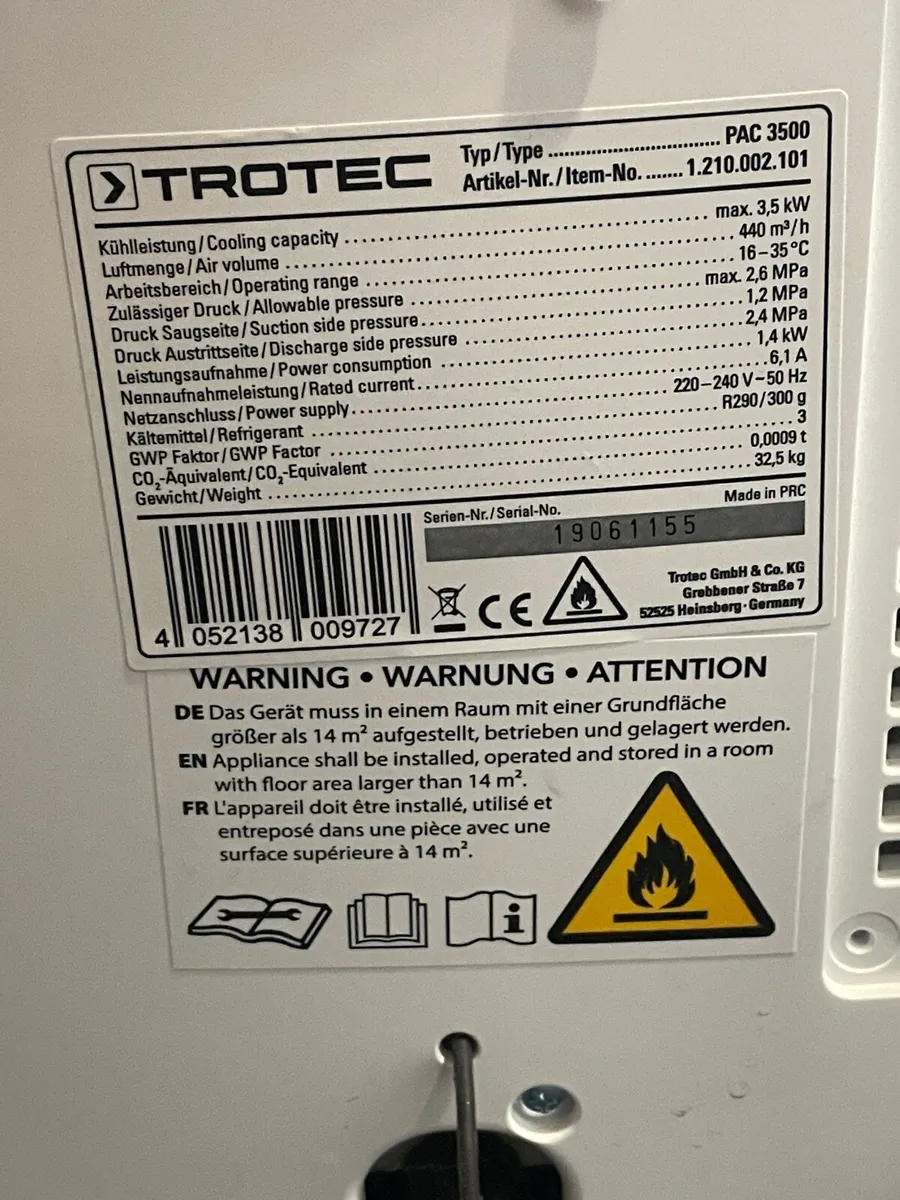 TROTEC
Typ/Type ................................ PAC 3500
Artikel-Nr./Item-No. ....... 1.210.002.101
Kühlleistung/Cooling capacity ........ max. 3,5 kW
Luftmenge/Air volume ........ 440 m³/h
Arbeitsbereich/Operating range ........ 16–35°C
Zulässiger Druck/Allowable pressure ........ max. 2,6 MPa
Druck Saugseite/Suction side pressure ........ 1,2 MPa
Druck Austrittseite/Discharge side pressure ........ 2,4 MPa
Leistungsaufnahme/Power consumption ........ 1,4 kW
Nennaufnahmeleistung/Rated current ........ 6,1 A
Netzanschluss/Power supply ........ 220–240 V~50 Hz
Kältemittel/Refrigerant ........ R290/300 g
GWP Faktor/GWP Factor ........ 3
CO₂-Äquivalent/CO₂-Equivalent ........ 0,0009 t
Gewicht/Weight ........ 32,5 kg
Serien-Nr./Serial-No. Made in PRC
19061155
4 052138 009727
CE
Trotec GmbH & Co. KG
Grebbener Straße 7
52525 Heinsberg·Germany
WARNING • WARNUNG • ATTENTION
DE Das Gerät muss in einem Raum mit einer Grundfläche
größer als 14 m² aufgestellt, betrieben und gelagert werden.
EN Appliance shall be installed, operated and stored in a room
with floor area larger than 14 m².
FR L'appareil doit être installé, utilisé et
entreposé dans une pièce avec une
surface supérieure à 14 m².
i